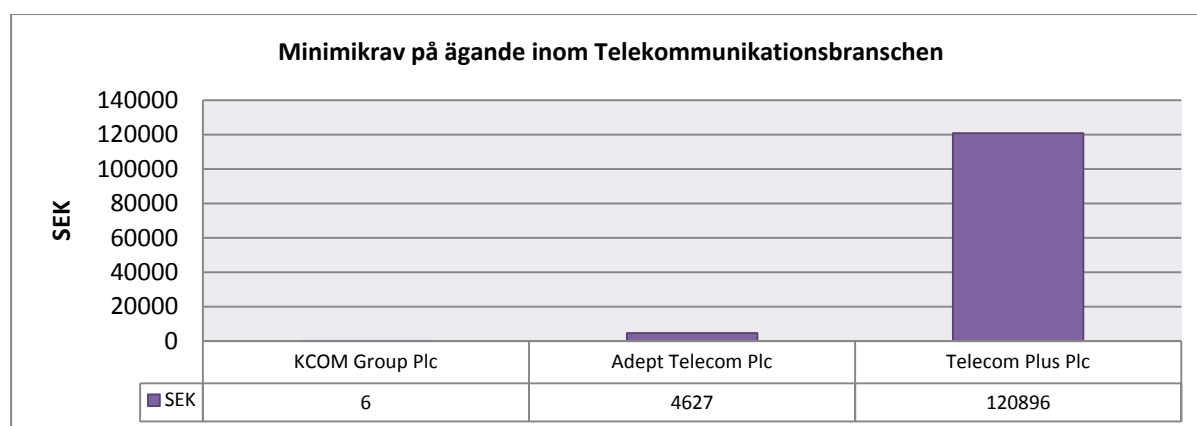 Minimikrav på ägande inom Telekommunikationsbranschen
140000
120000
100000
80000
60000
40000
20000
0
SEK
KCOM Group Plc Adept Telecom Plc Telecom Plus Plc
SEK 6 4627 120896